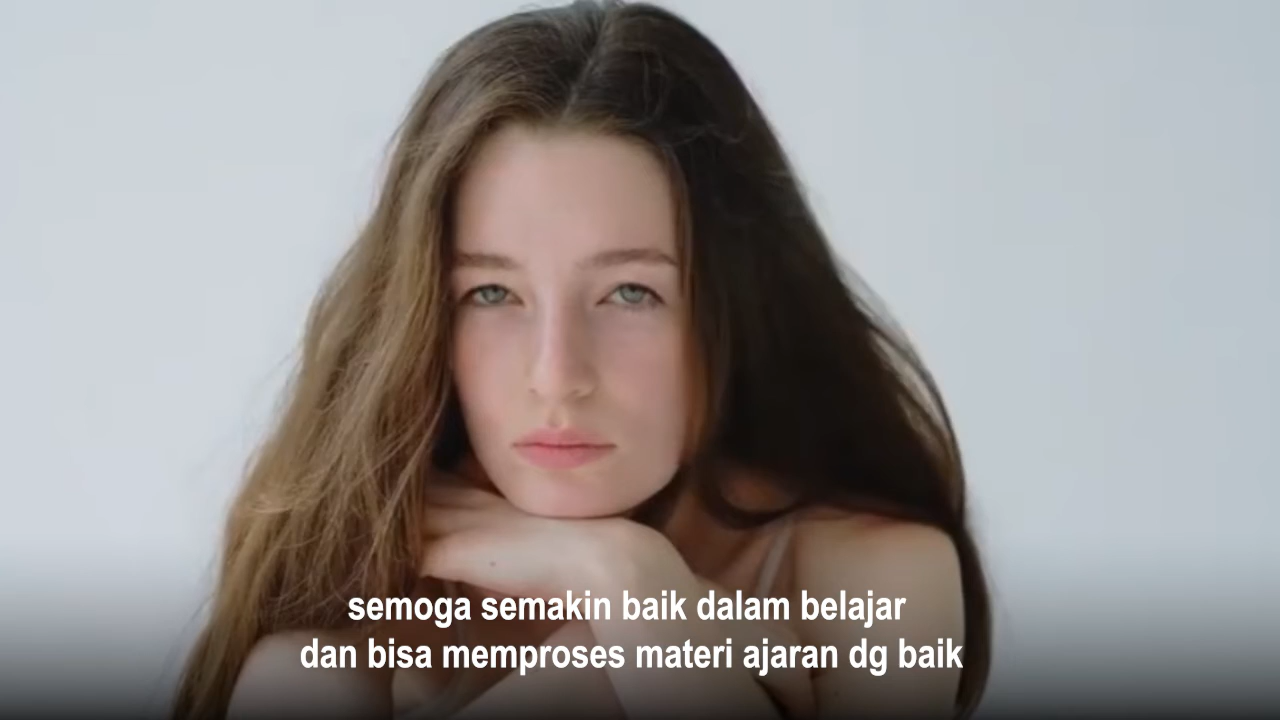 semoga semakin baik dalam belajar
dan bisa memproses materi ajaran dg baik